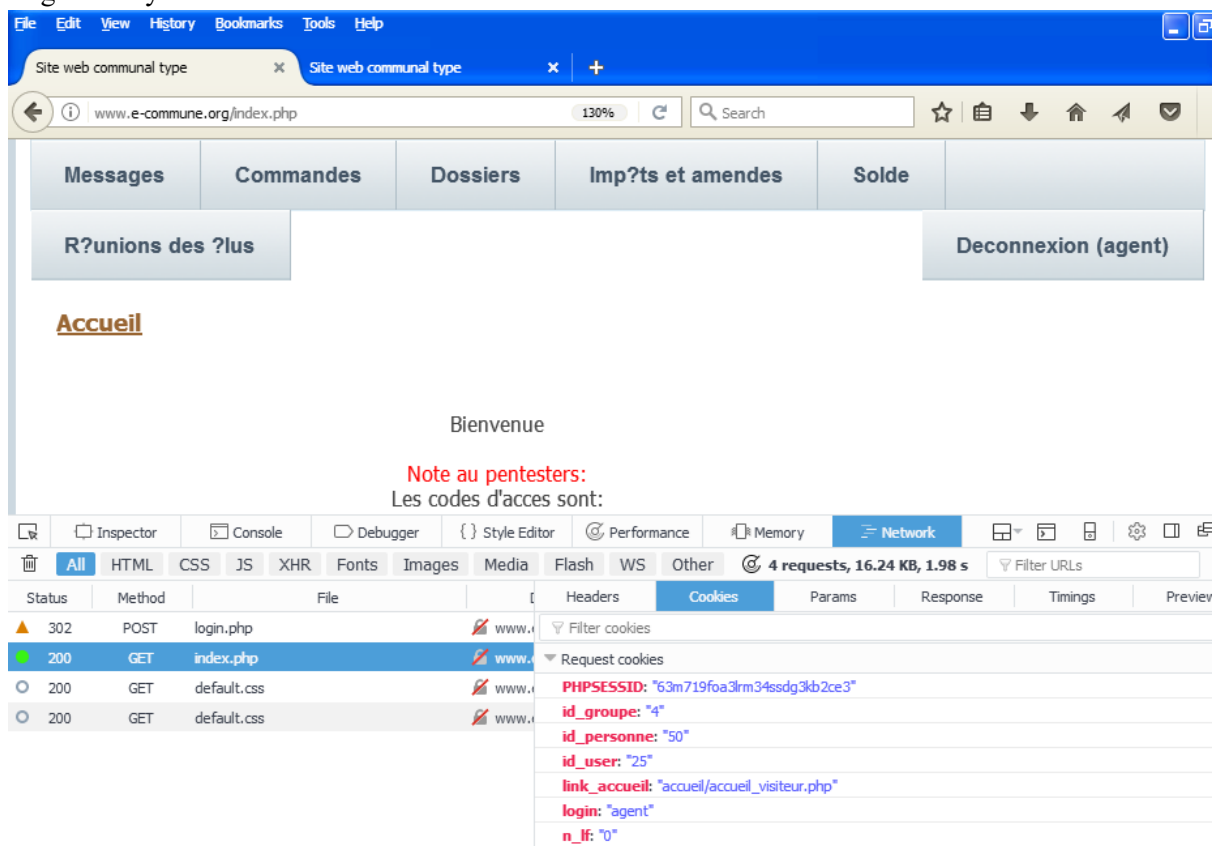 File Edit View History Bookmarks Tools Help
Site web communal type Site web communal type
www.e-commune.org/index.php 130% Search
Messages Commandes Dossiers Imp?ts et amendes Solde
R?unions des ?lus Deconnexion (agent)
Accueil
Bienvenue
Note au pentesters:
Les codes d'acces sont:
Inspector Console Debugger { } Style Editor Performance Memory Network
All HTML CSS JS XHR Fonts Images Media Flash WS Other 4 requests, 16.24 KB, 1.98 s Filter URLs
Status Method File Headers Cookies Params Response Timings Preview
302 POST login.php www. Filter cookies
200 GET index.php www. Request cookies
200 GET default.css www. PHPSESSID: "63m719foa3lrm34ssdg3kb2ce3"
200 GET default.css www. id_groupe: "4"
id_personne: "50"
id_user: "25"
link_accueil: "accueil/accueil_visiteur.php"
login: "agent"
n_lf: "0"